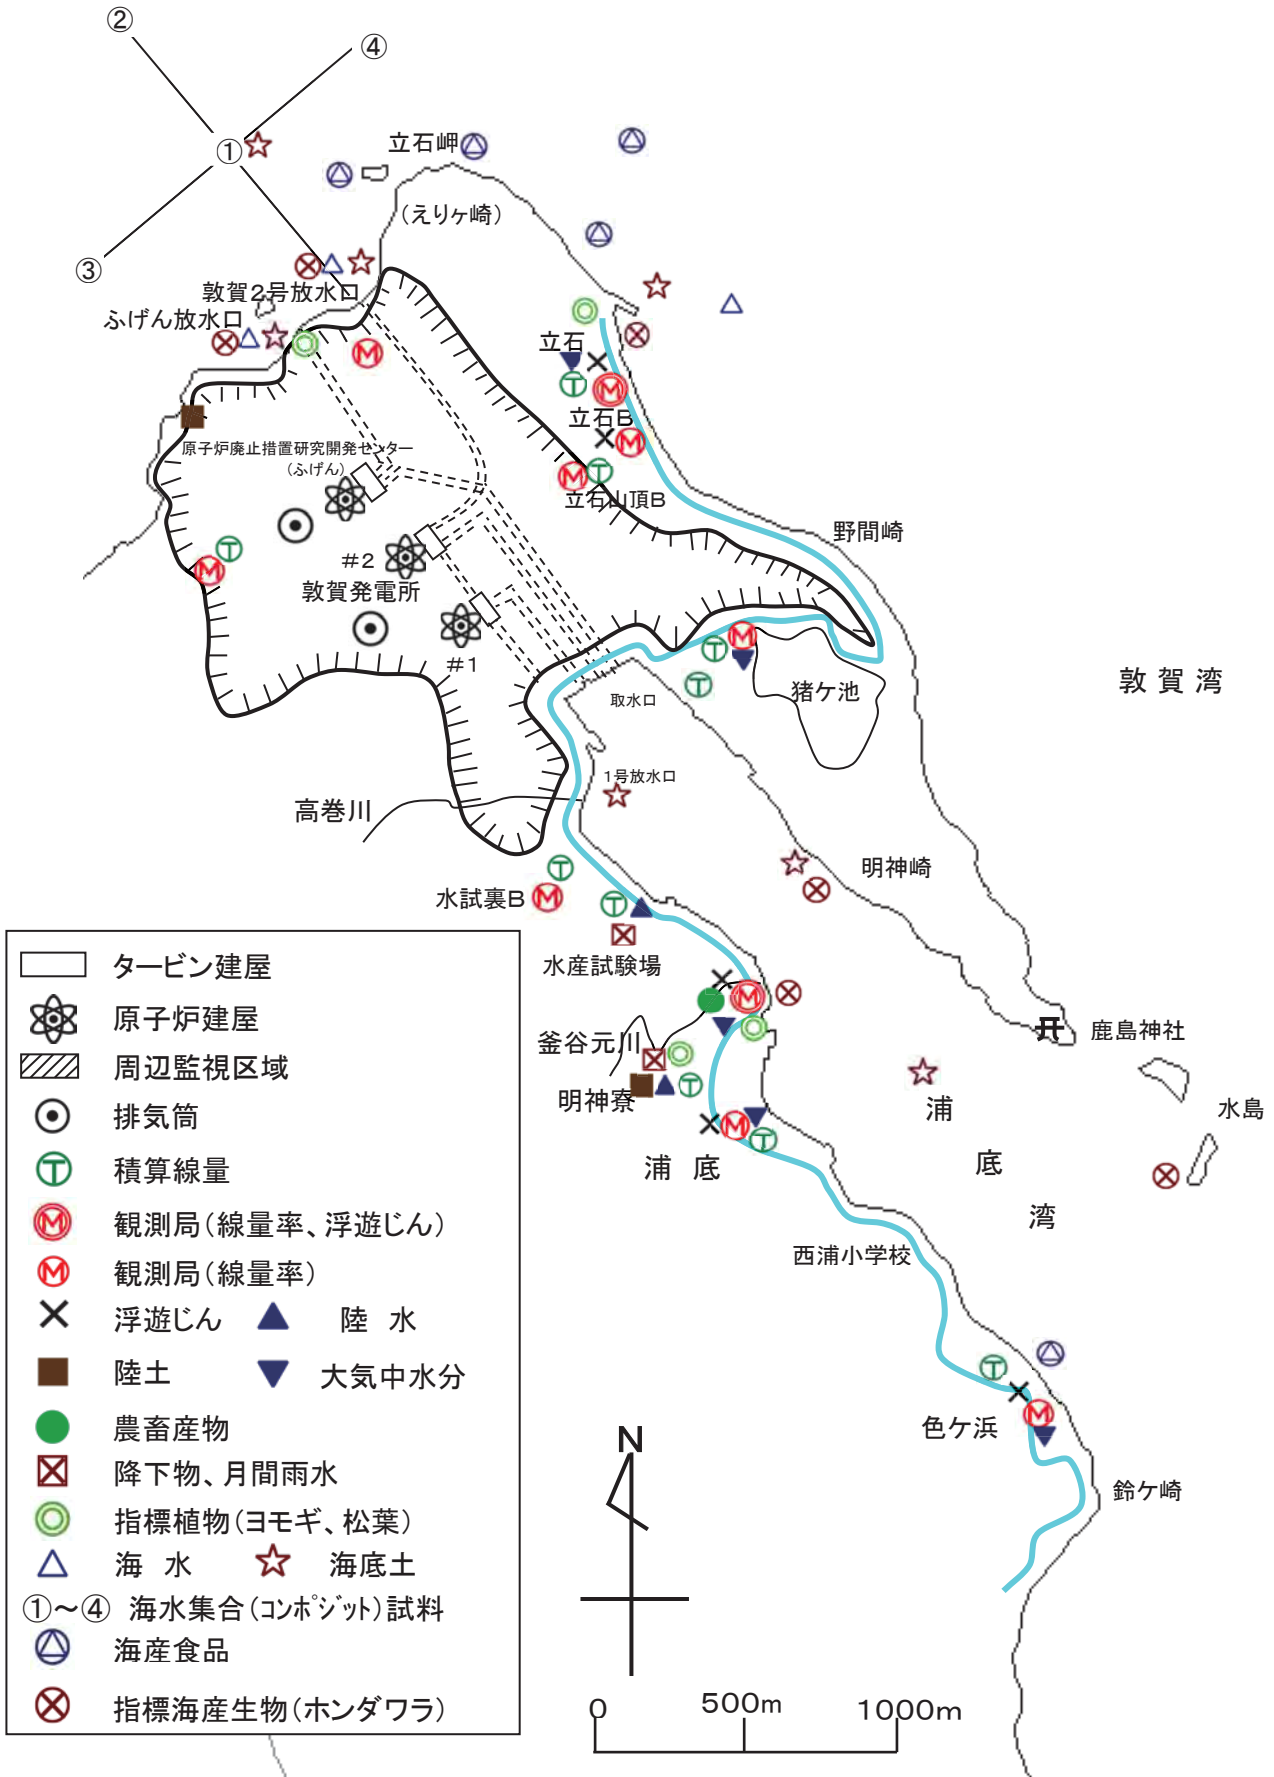 ②
④
立石岬
①
(えりヶ崎)
③
敦賀2号放水口
ふげん放水口
立石
立石B
原子炉廃止措置研究開発センター
(ふげん)
立石山頂B
野間崎
#2
敦賀発電所
#1
敦賀湾
猪ケ池
取水口
1号放水口
高巻川
明神崎
水試裏B
水産試験場
釜谷元川
鹿島神社
明神寮
浦底湾
水島
浦底
西浦小学校
色ケ浜
鈴ケ崎
タービン建屋
原子炉建屋
周辺監視区域
排気筒
T 積算線量
M 観測局(線量率、浮遊じん)
M 観測局(線量率)
浮遊じん 陸 水
陸土 大気中水分
農畜産物
降下物、月間雨水
指標植物(ヨモギ、松葉)
海 水 海底土
①~④ 海水集合(コンポジット)試料
海産食品
指標海産生物(ホンダワラ)
N
0 500m 1000m